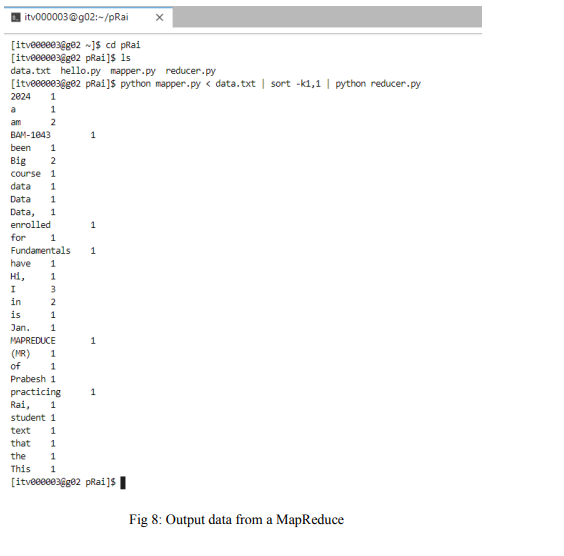 itv000003@g02:~/pRai ×
[itv000003@g02 ~]$ cd pRai
[itv000003@g02 pRai]$ ls
data.txt hello.py mapper.py reducer.py
[itv000003@g02 pRai]$ python mapper.py < data.txt | sort -k1,1 | python reducer.py
2024 1
a 1
am 2
BAM-1043 1
been 1
Big 2
course 1
data 1
Data 1
Data, 1
enrolled 1
for 1
Fundamentals 1
have 1
Hi, 1
I 3
in 2
is 1
Jan. 1
MAPREDUCE 1
(MR) 1
of 1
Prabesh 1
practicing 1
Rai, 1
student 1
text 1
that 1
the 1
This 1
[itv000003@g02 pRai]$
Fig 8: Output data from a MapReduce